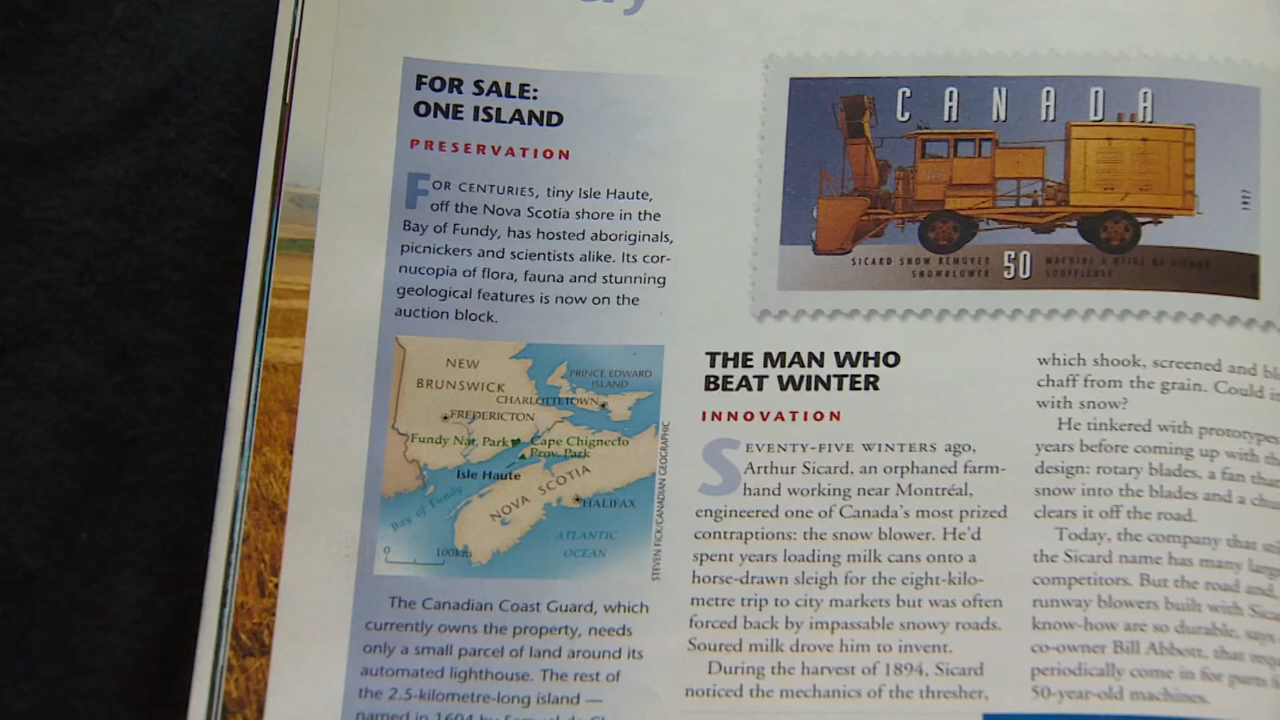 FOR SALE:
ONE ISLAND
PRESERVATION
FOR CENTURIES, tiny Isle Haute,
off the Nova Scotia shore in the
Bay of Fundy, has hosted aboriginals,
picnickers and scientists alike. Its cor-
nucopia of flora, fauna and stunning
geological features is now on the
auction block.
NEW
BRUNSWICK
PRINCE EDWARD
ISLAND
CHARLOTTETOWN
FREDERICTON
Fundy Nat. Park
Cape Chignecto
Prov. Park
Isle Haute
NOVA SCOTIA
Bay of Fundy
HALIFAX
ATLANTIC
OCEAN
0 100km
STEVEN FICK/CANADIAN GEOGRAPHIC
The Canadian Coast Guard, which
currently owns the property, needs
only a small parcel of land around its
automated lighthouse. The rest of
the 2.5-kilometre-long island —
named in 1604 by Samuel de
CANADA
1927
SICARD SNOW REMOVER
SNOWBLOWER
50
MACHINE À NEIGE DE SICARD
SOUFFLEUSE
THE MAN WHO
BEAT WINTER
INNOVATION
SEVENTY-FIVE WINTERS ago,
Arthur Sicard, an orphaned farm-
hand working near Montréal,
engineered one of Canada's most prized
contraptions: the snow blower. He'd
spent years loading milk cans onto a
horse-drawn sleigh for the eight-kilo-
metre trip to city markets but was often
forced back by impassable snowy roads.
Soured milk drove him to invent.
During the harvest of 1894, Sicard
noticed the mechanics of the thresher,
which shook, screened and
chaff from the grain. Could
with snow?
He tinkered with prototypes
years before coming up with
design: rotary blades, a fan
snow into the blades and a
clears it off the road.
Today, the company that
the Sicard name has many
competitors. But the road and
runway blowers built with
know-how are so durable, says
co-owner Bill Abbott, that
periodically come in for parts
50-year-old machines.